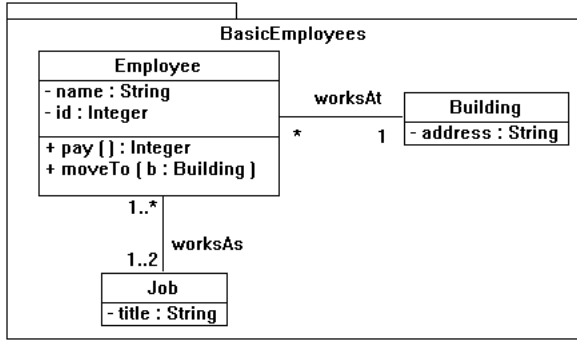 BasicEmployees
Employee
- name : String
- id : Integer
+ pay ( ) : Integer
+ moveTo ( b : Building )
worksAt
* 1
Building
- address : String
1..*
worksAs
1..2
Job
- title : String